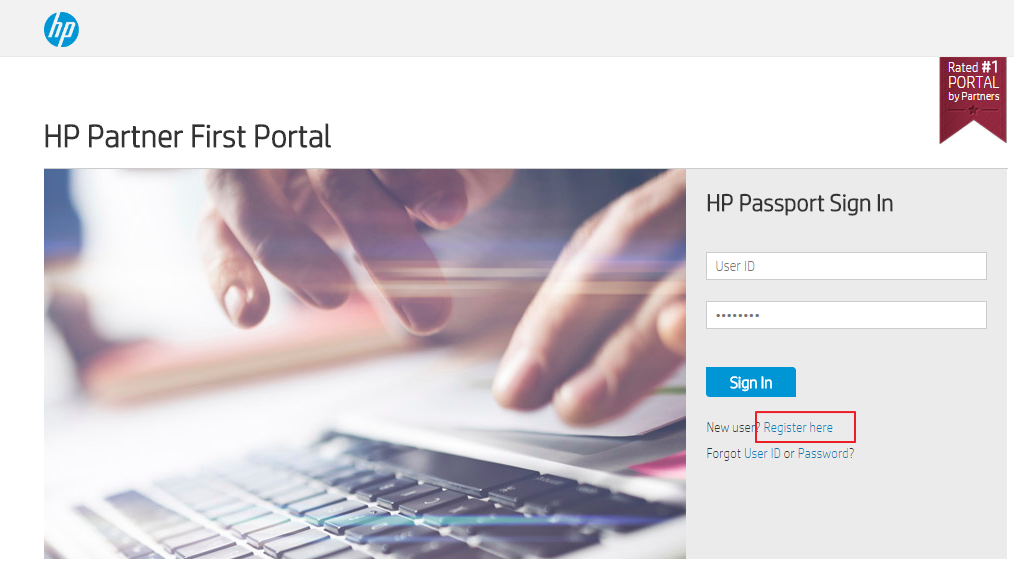 hp
Rated #1
PORTAL
by Partners
HP Partner First Portal
HP Passport Sign In
User ID
••••••••
Sign In
New user? Register here
Forgot User ID or Password?